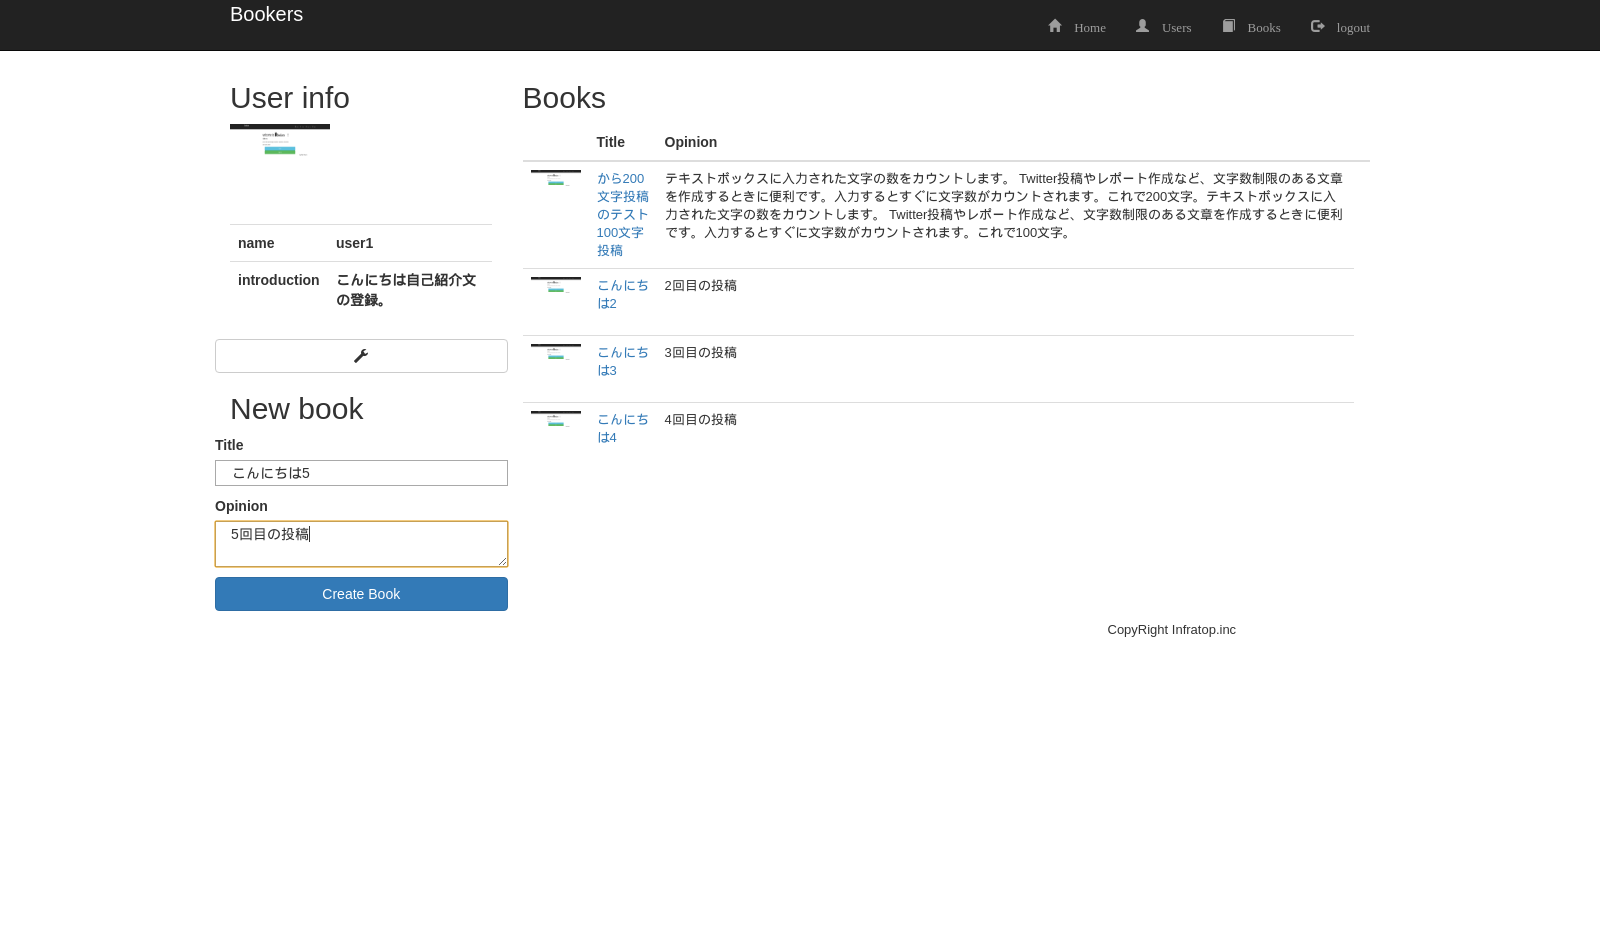 Bookers
Home Users Books logout
User info
name user1
introduction こんにちは自己紹介文
の登録。
New book
Title
こんにちは5
Opinion
5回目の投稿
Create Book
Books
Title Opinion
から200
文字投稿
のテスト
100文字
投稿
テキストボックスに入力された文字の数をカウントします。 Twitter投稿やレポート作成など、文字数制限のある文章
を作成するときに便利です。入力するとすぐに文字数がカウントされます。これで200文字。テキストボックスに入
力された文字の数をカウントします。 Twitter投稿やレポート作成など、文字数制限のある文章を作成するときに便利
です。入力するとすぐに文字数がカウントされます。これで100文字。
こんにち
は2
2回目の投稿
こんにち
は3
3回目の投稿
こんにち
は4
4回目の投稿
CopyRight Infratop.inc